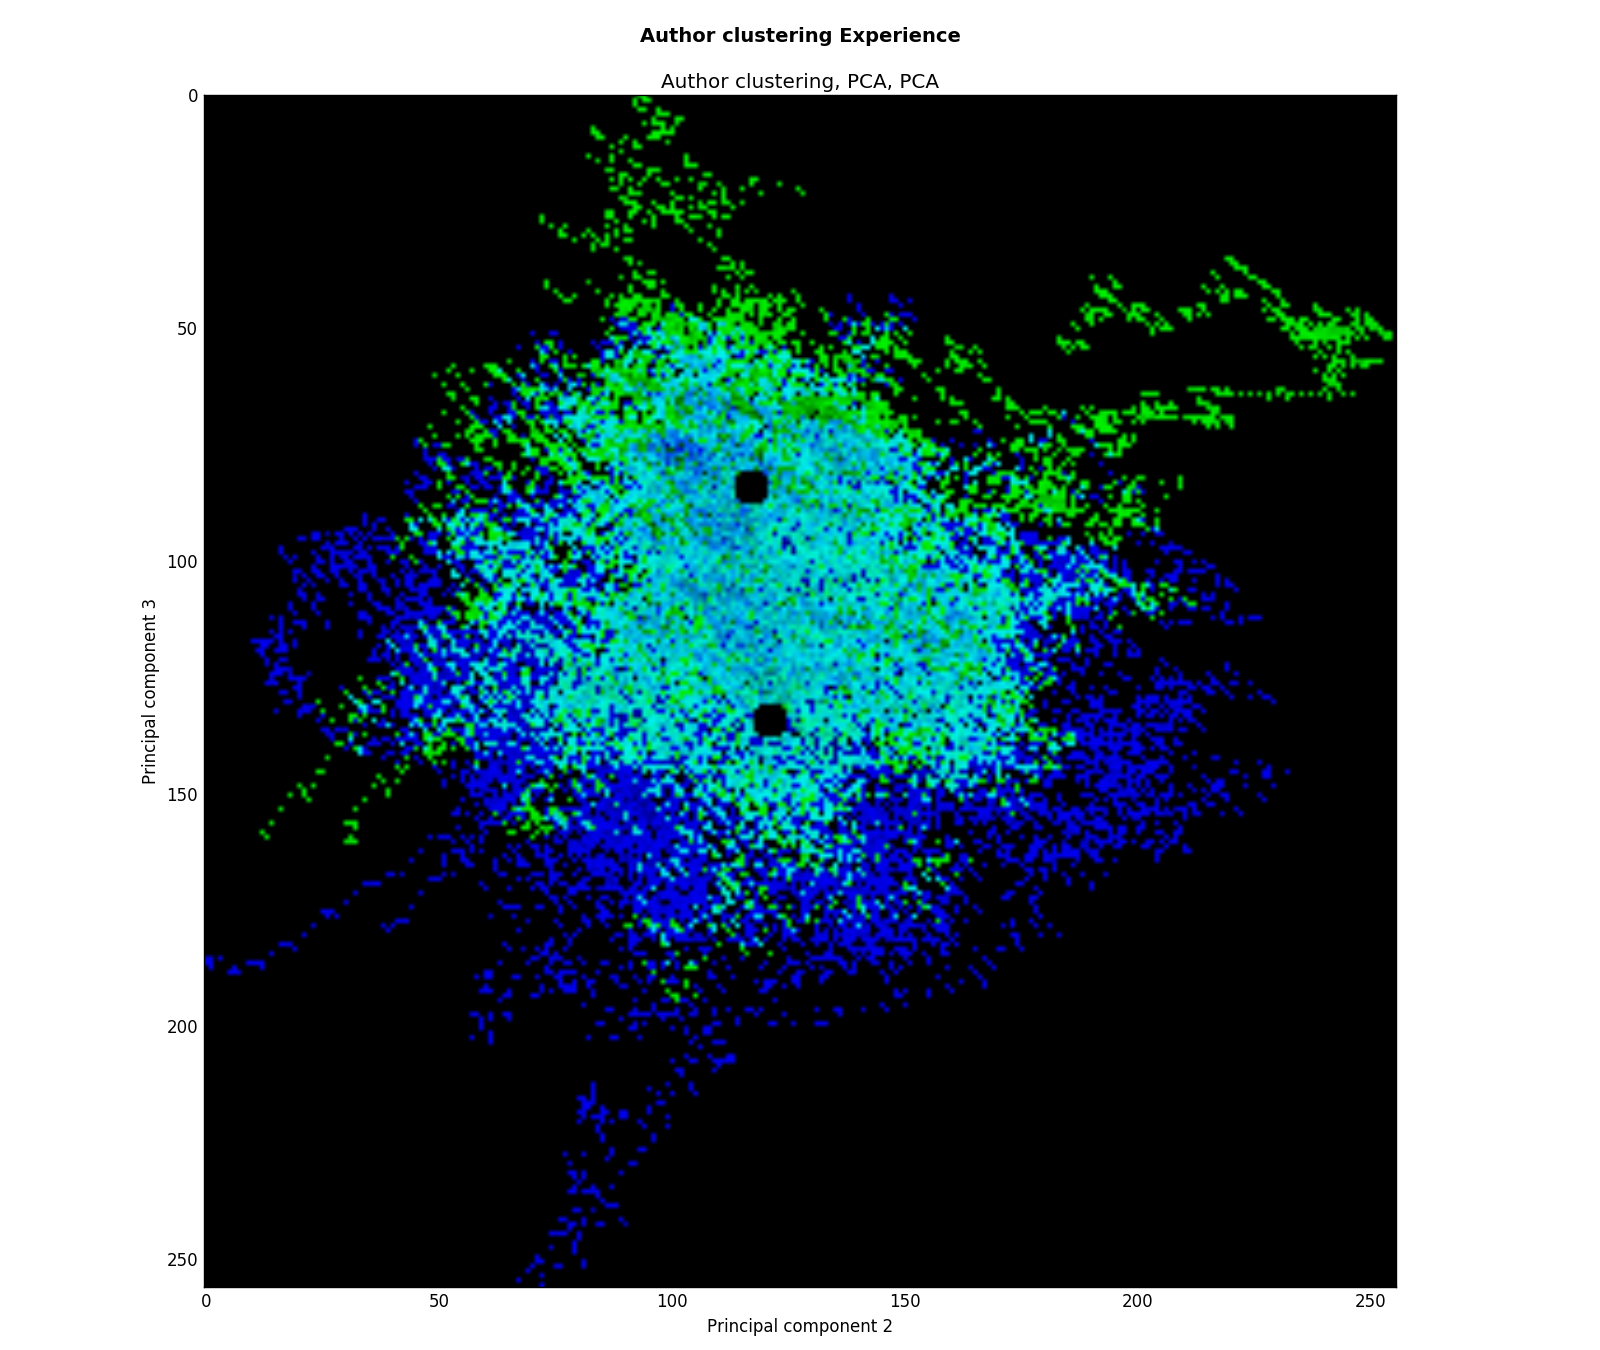 Author clustering Experience
Author clustering, PCA, PCA
0
50
100
150
200
250
Principal component 3
0 50 100 150 200 250
Principal component 2